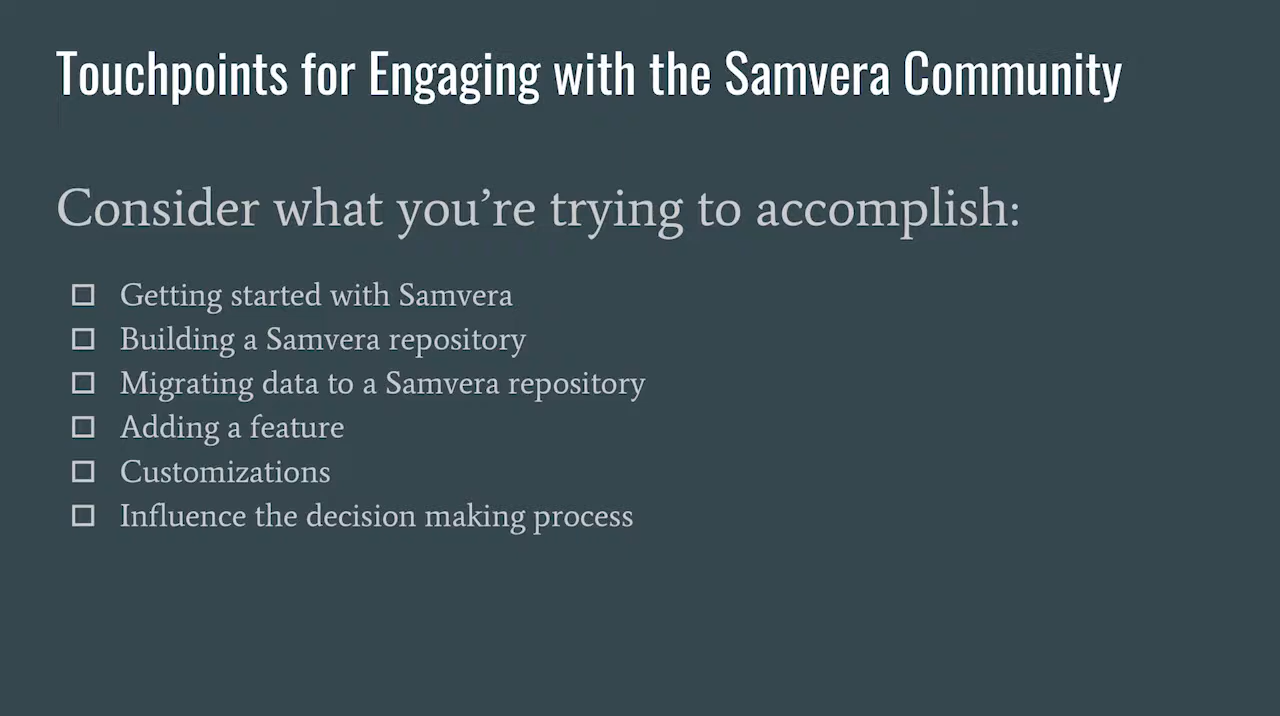 Touchpoints for Engaging with the Samvera Community
Consider what you’re trying to accomplish:
Getting started with Samvera
Building a Samvera repository
Migrating data to a Samvera repository
Adding a feature
Customizations
Influence the decision making process